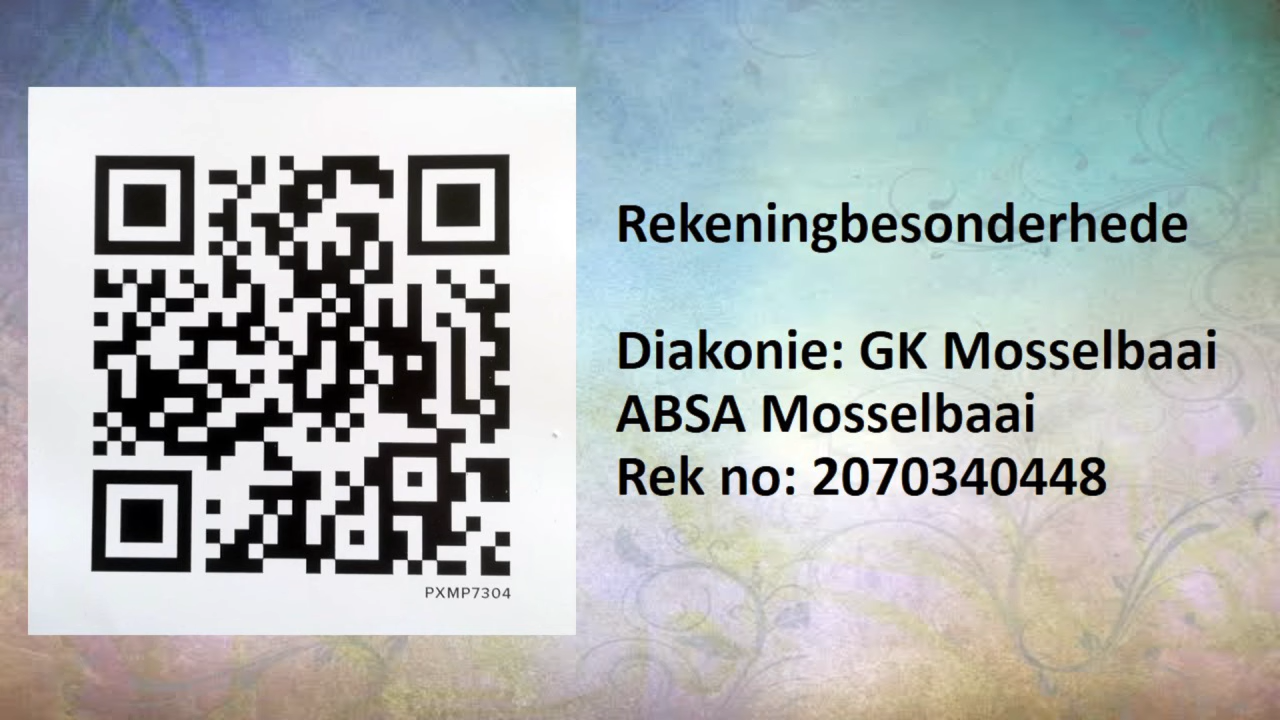 Rekeningbesonderhede
Diakonie: GK Mosselbaai
ABSA Mosselbaai
Rek no: 2070340448
PXMP7304